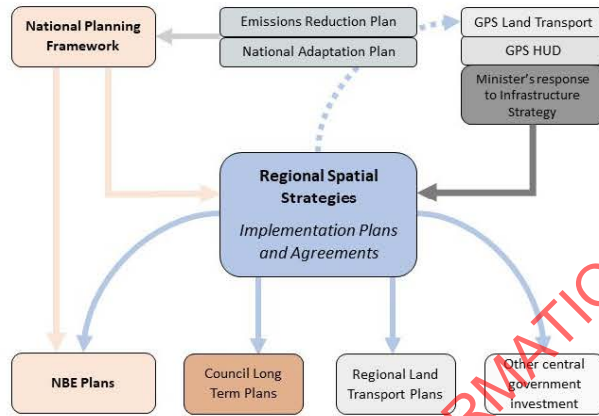 National Planning
Framework
Emissions Reduction Plan
National Adaptation Plan
GPS Land Transport
GPS HUD
Minister's response
to Infrastructure
Strategy
Regional Spatial
Strategies
Implementation Plans
and Agreements
NBE Plans
Council Long
Term Plans
Regional Land
Transport Plans
Other central
government
investment
RMATIO